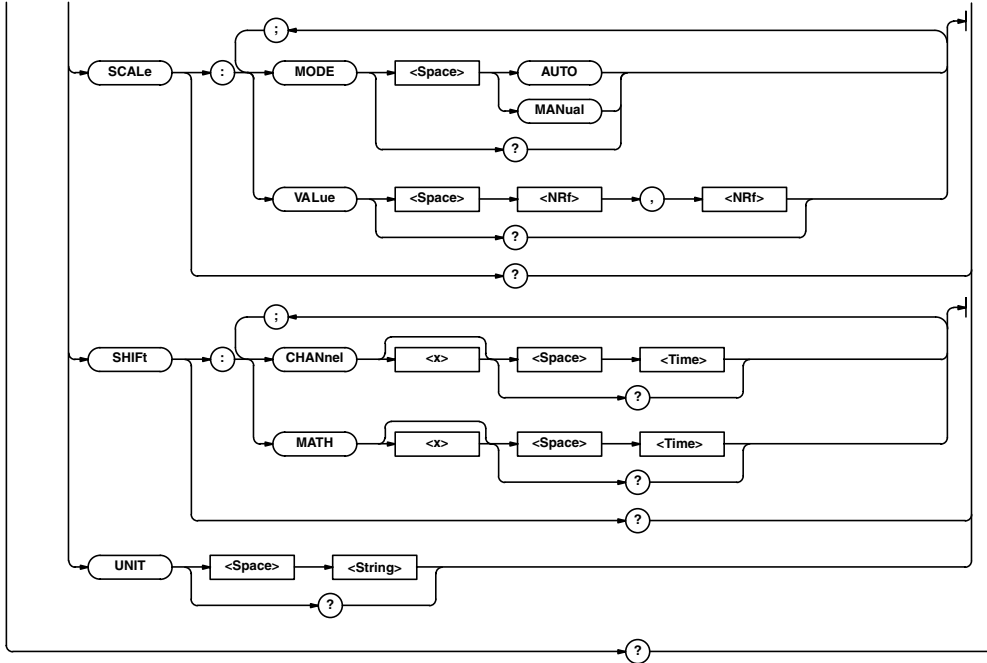 ;
SCALe : MODE <Space> AUTO
MANual
?
VALue <Space> <NRf> , <NRf>
?
?
;
SHIFt : CHANnel <x> <Space> <Time>
?
MATH <x> <Space> <Time>
?
?
UNIT <Space> <String>
?
?